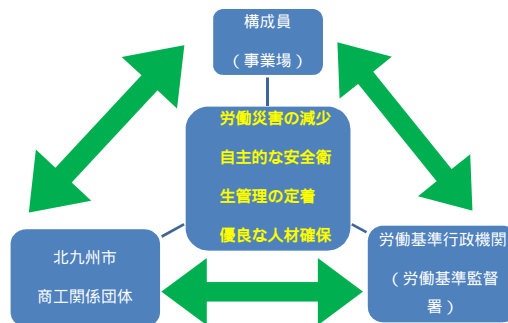 構成員
（事業場）
労働災害の減少
自主的な安全衛
生管理の定着
優良な人材確保
北九州市
商工関係団体
労働基準行政機関
（労働基準監督
署）